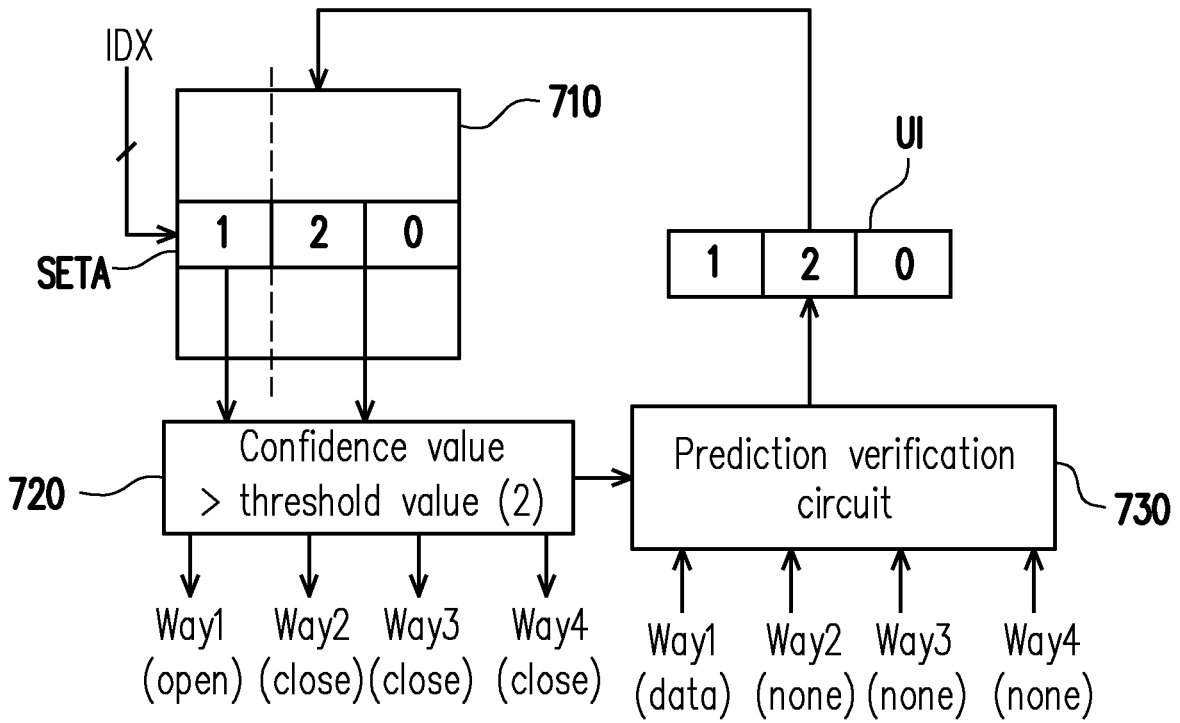 IDX
710
UI
1 2 0
SETA
1 2 0
Confidence value
> threshold value (2)
720
Prediction verification
circuit
730
Way1 Way2 Way3 Way4
(open) (close) (close) (close)
Way1 Way2 Way3 Way4
(data) (none) (none) (none)